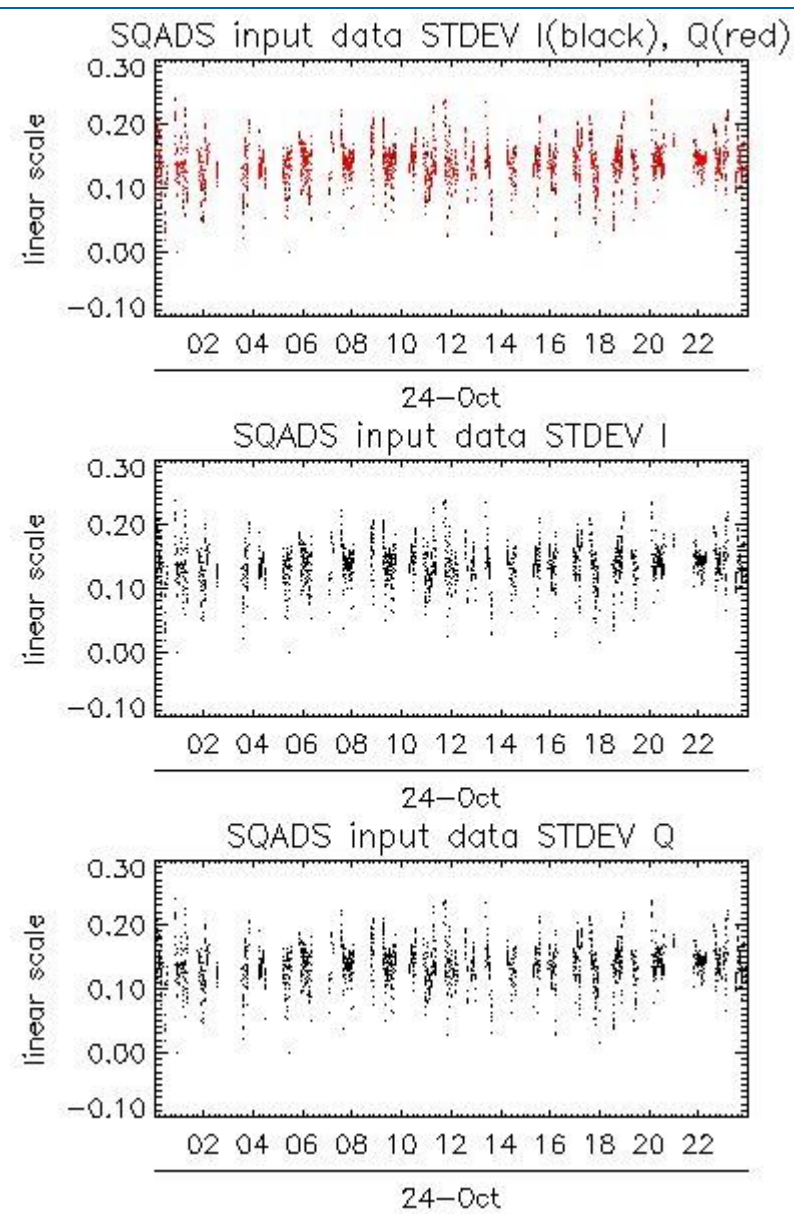 SQADS input data STDEV I(black), Q(red)
0.30
0.20
0.10
0.00
−0.10
linear scale
02 04 06 08 10 12 14 16 18 20 22
24−Oct
SQADS input data STDEV I
0.30
0.20
0.10
0.00
−0.10
linear scale
02 04 06 08 10 12 14 16 18 20 22
24−Oct
SQADS input data STDEV Q
0.30
0.20
0.10
0.00
−0.10
linear scale
02 04 06 08 10 12 14 16 18 20 22
24−Oct